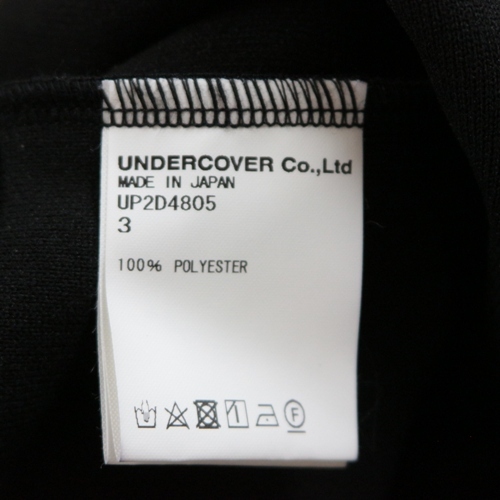 UNDERCOVER Co.,Ltd
MADE IN JAPAN
UP2D4805
3
100% POLYESTER
F